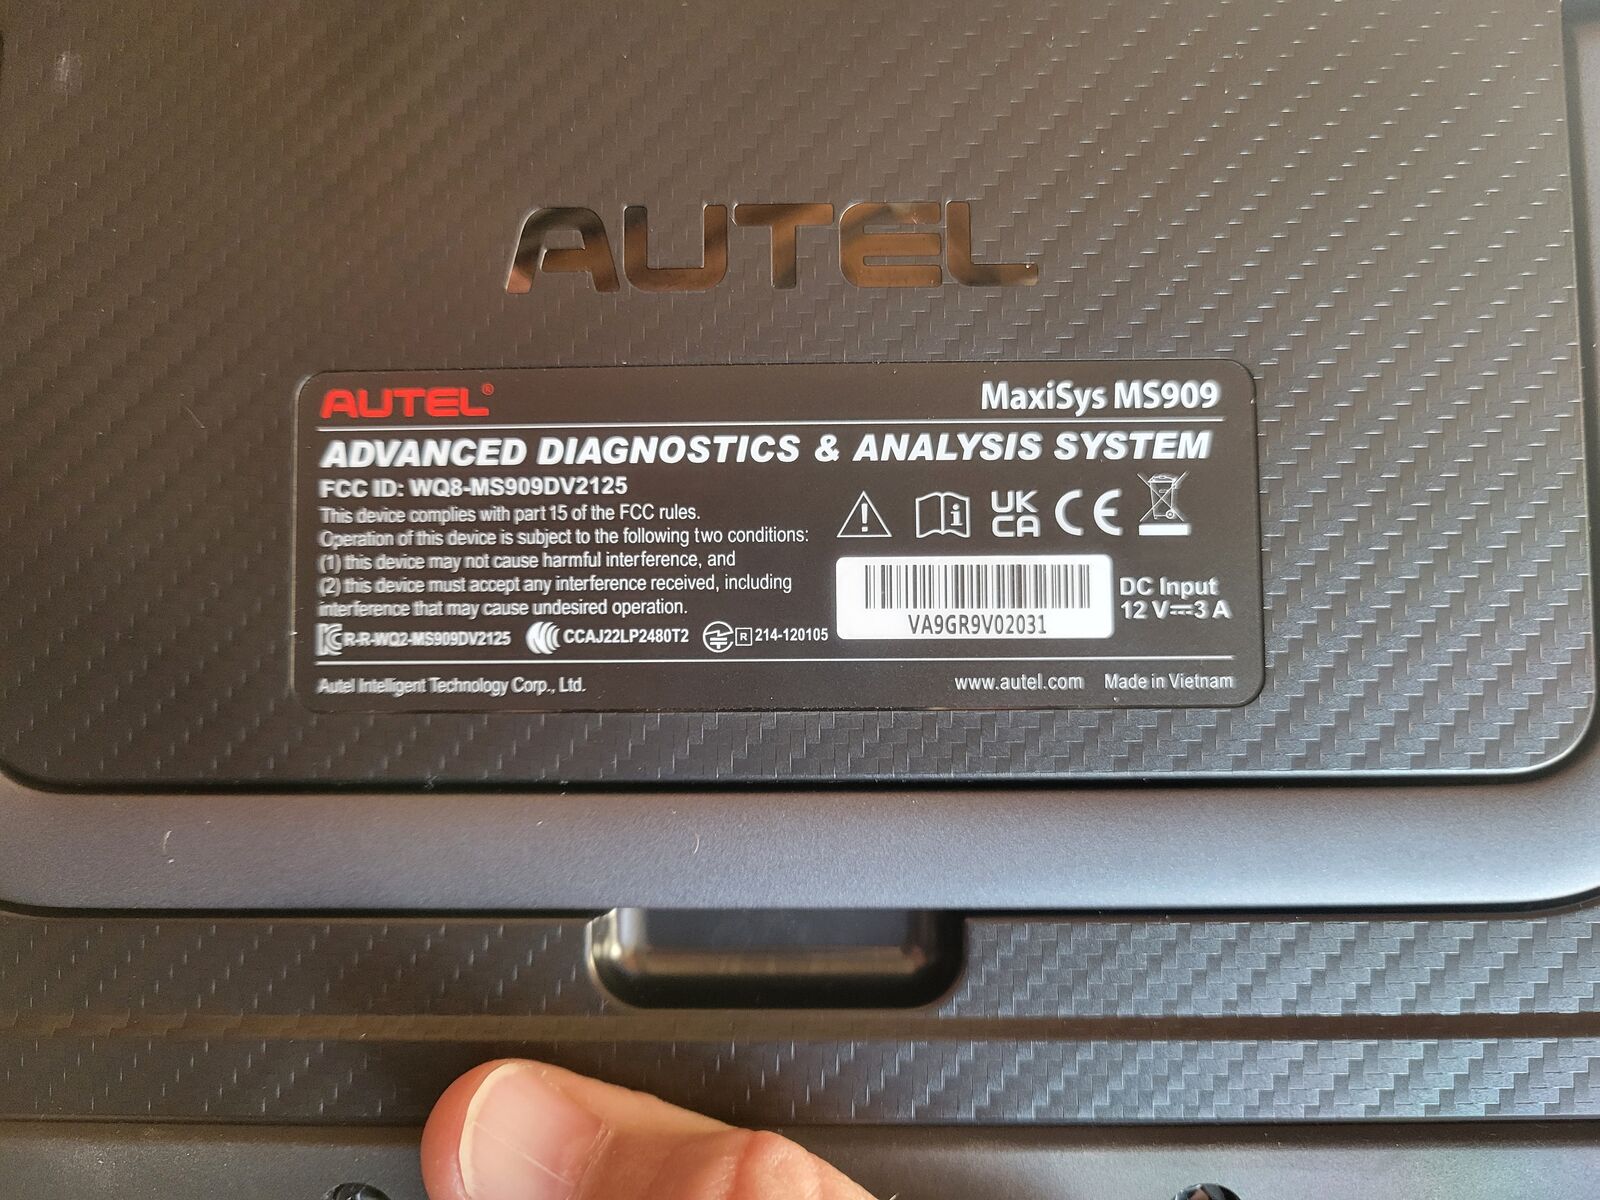 AUTEL
AUTEL® MaxiSys MS909
ADVANCED DIAGNOSTICS & ANALYSIS SYSTEM
FCC ID: WQ8-MS909DV2125
This device complies with part 15 of the FCC rules.
Operation of this device is subject to the following two conditions:
(1) this device may not cause harmful interference, and
(2) this device must accept any interference received, including
interference that may cause undesired operation.
UK
CA CE
VA9GR9V02031
DC Input
12 V⎓3 A
R-R-WQ2-MS909DV2125 CCAJ22LP2480T2 R 214-120105
Autel Intelligent Technology Corp., Ltd. www.autel.com Made in Vietnam